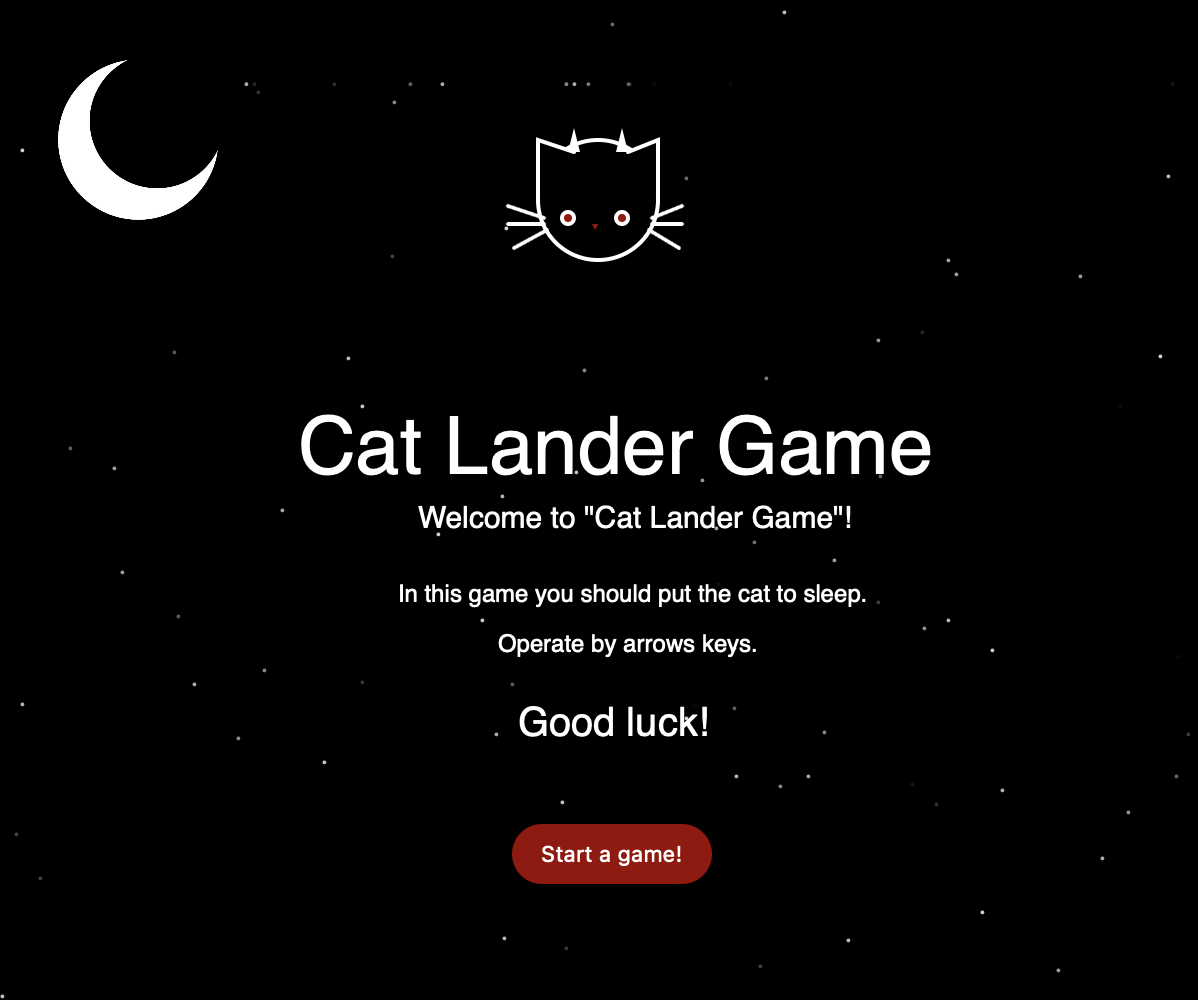 Cat Lander Game
Welcome to "Cat Lander Game"!
In this game you should put the cat to sleep.
Operate by arrows keys.
Good luck!
Start a game!